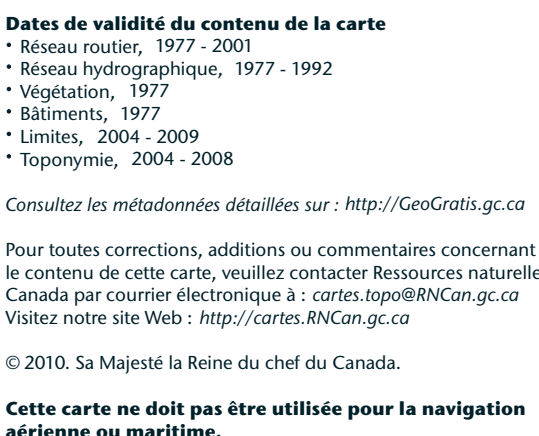 Dates de validité du contenu de la carte
• Réseau routier, 1977 - 2001
• Réseau hydrographique, 1977 - 1992
• Végétation, 1977
• Bâtiments, 1977
• Limites, 2004 - 2009
• Toponymie, 2004 - 2008
Consultez les métadonnées détaillées sur : http://GeoGratis.gc.ca
Pour toutes corrections, additions ou commentaires concernant
le contenu de cette carte, veuillez contacter Ressources naturelle
Canada par courrier électronique à : cartes.topo@RNCan.gc.ca
Visitez notre site Web : http://cartes.RNCan.gc.ca
© 2010. Sa Majesté la Reine du chef du Canada.
Cette carte ne doit pas être utilisée pour la navigation
aérienne ou maritime.